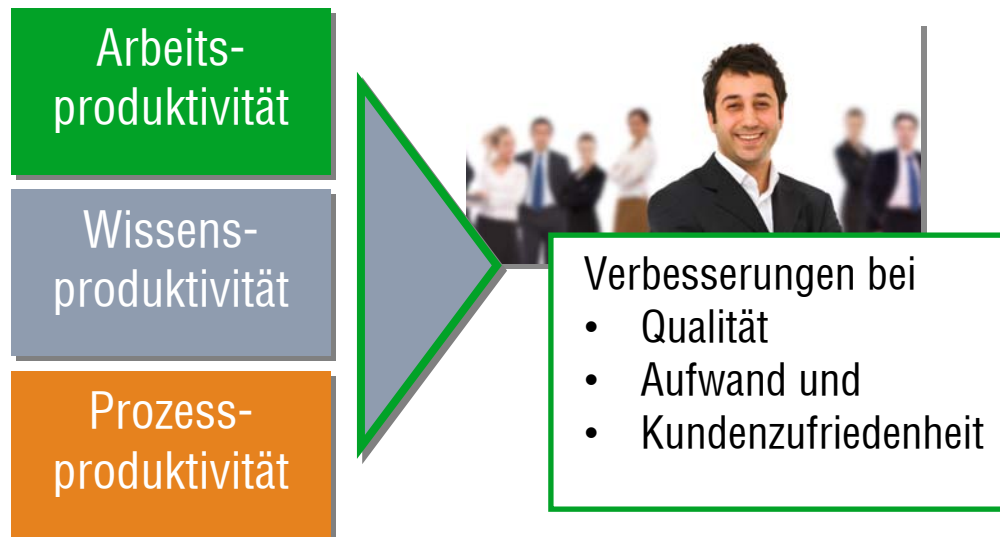 Arbeits-
produktivität
Wissens-
produktivität
Prozess-
produktivität
Verbesserungen bei
• Qualität
• Aufwand und
• Kundenzufriedenheit